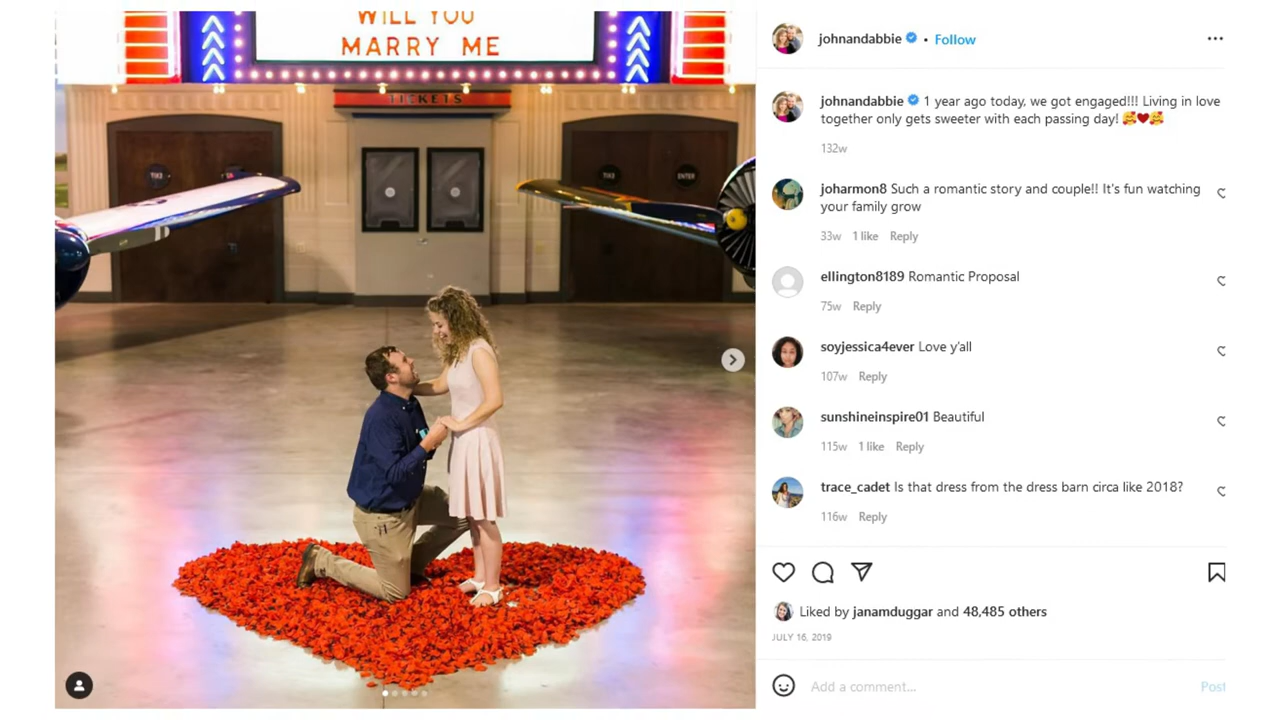 WILL YOU
MARRY ME
TICKETS
EXIT
EXIT
ENTER
johnandabbie • Follow
johnandabbie 1 year ago today, we got engaged!!! Living in love
together only gets sweeter with each passing day! 🥰❤️🥰
132w
joharmon8 Such a romantic story and couple!! It's fun watching
your family grow
33w 1 like Reply
ellington8189 Romantic Proposal
75w Reply
soyjessica4ever Love y'all
107w Reply
sunshineinspire01 Beautiful
115w 1 like Reply
trace_cadet Is that dress from the dress barn circa like 2018?
116w Reply
Liked by janamduggar and 48,485 others
JULY 16, 2019
Add a comment...
Post